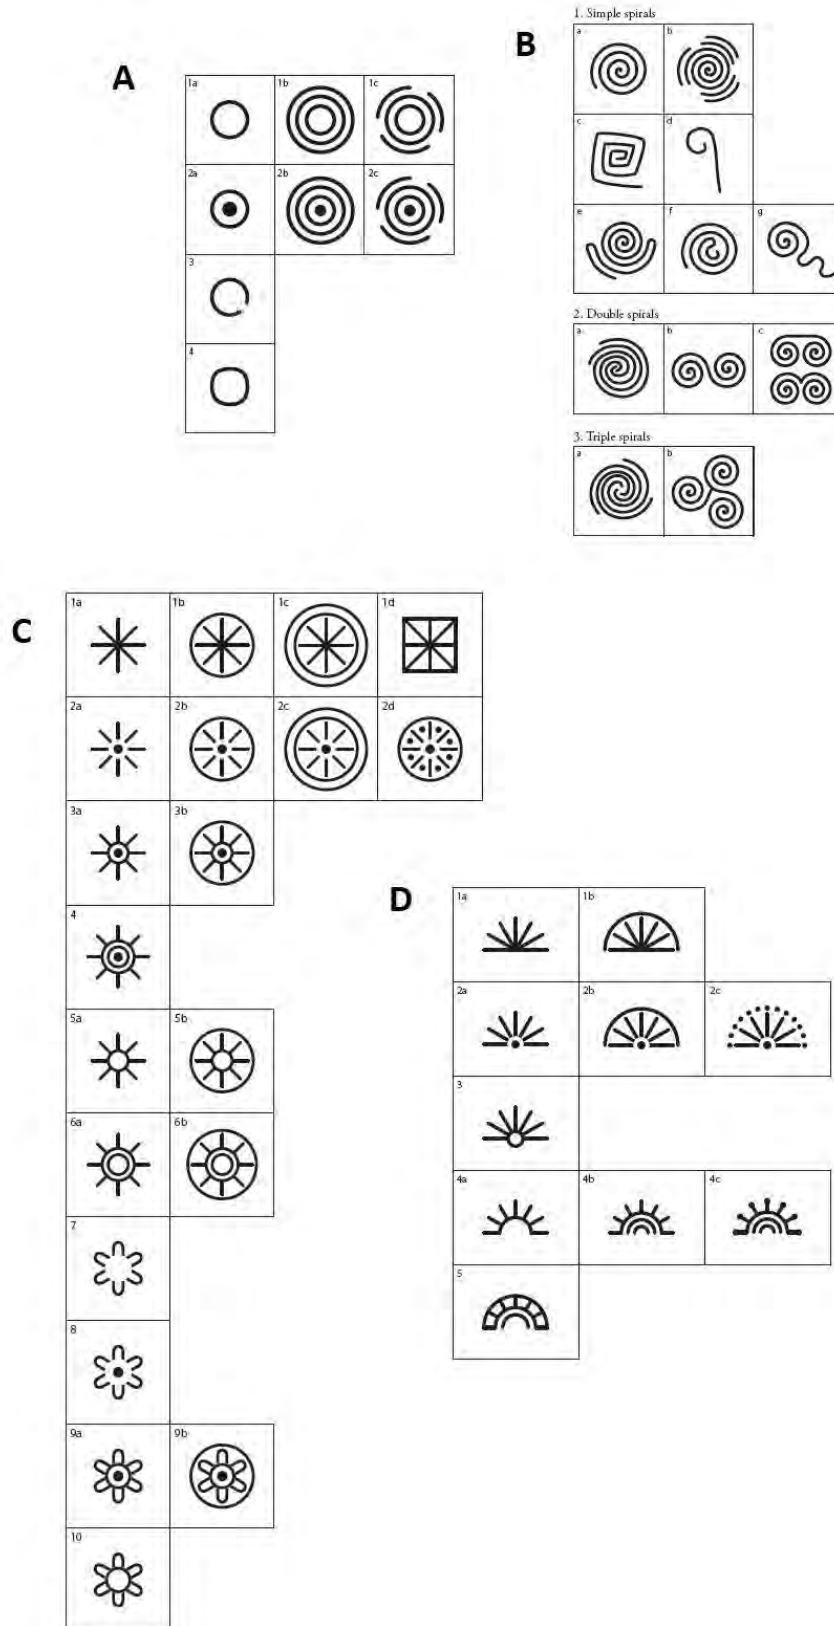 A
1a 1b 1c
2a 2b 2c
3
4
B
1. Simple spirals
a b
c d
e f g
2. Double spirals
a b c
3. Triple spirals
a b
C
1a 1b 1c 1d
2a 2b 2c 2d
3a 3b
4
5a 5b
6a 6b
7
8
9a 9b
10
D
1a 1b
2a 2b 2c
3
4a 4b 4c
5